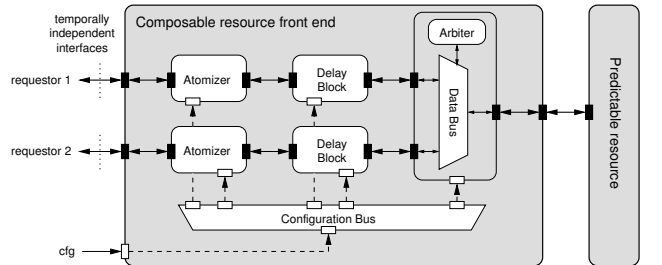 temporally
independent
interfaces
Composable resource front end
Arbiter
requestor 1
Atomizer
Delay
Block
Data Bus
Predictable resource
requestor 2
Atomizer
Delay
Block
Configuration Bus
cfg